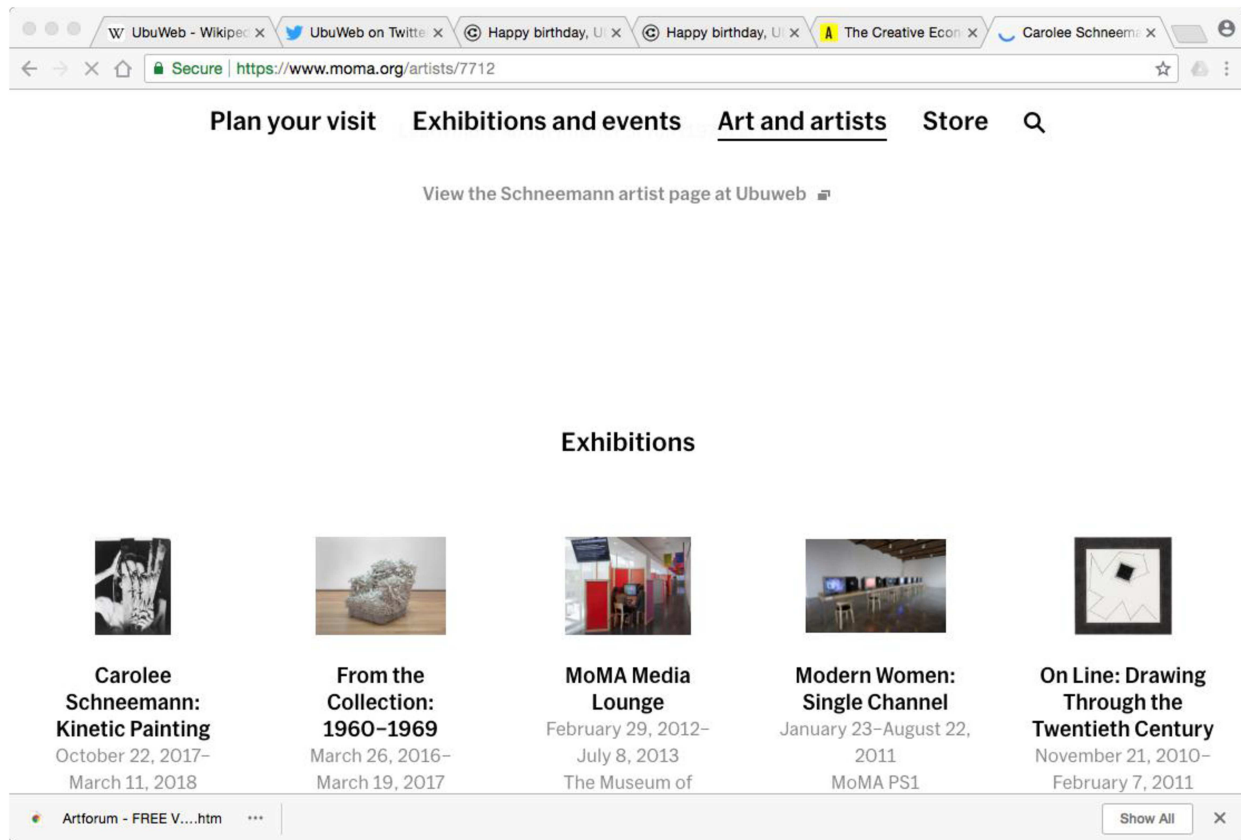 W UbuWeb - Wikiped
UbuWeb on Twitte
Happy birthday, U
Happy birthday, U
A The Creative Econ
Carolee Schneema
Secure | https://www.moma.org/artists/7712
Plan your visit Exhibitions and events Art and artists Store
View the Schneemann artist page at Ubuweb
Exhibitions
Carolee
Schneemann:
Kinetic Painting
October 22, 2017–
March 11, 2018
From the
Collection:
1960–1969
March 26, 2016–
March 19, 2017
MoMA Media
Lounge
February 29, 2012–
July 8, 2013
The Museum of
Modern Women:
Single Channel
January 23–August 22,
2011
MoMA PS1
On Line: Drawing
Through the
Twentieth Century
November 21, 2010–
February 7, 2011
Artforum - FREE V....htm
Show All